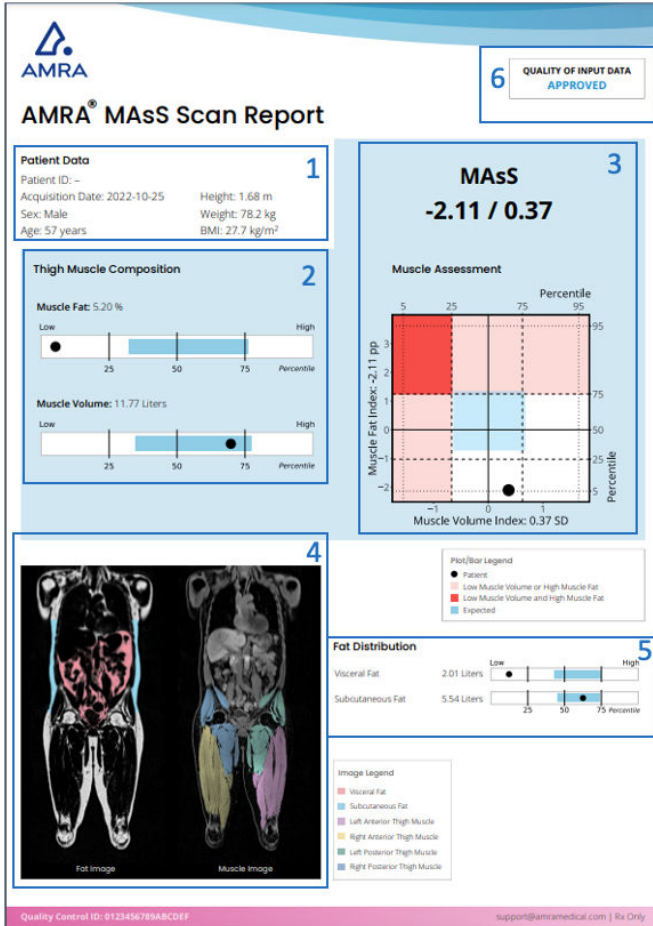 AMRA
6
QUALITY OF INPUT DATA
APPROVED
AMRA® MAsS Scan Report
1
Patient Data
Patient ID: –
Acquisition Date: 2022-10-25
Height: 1.68 m
Sex: Male
Weight: 78.2 kg
Age: 57 years
BMI: 27.7 kg/m²
2
Thigh Muscle Composition
Muscle Fat: 5.20 %
Low High
25 50 75 Percentile
Muscle Volume: 11.77 Liters
Low High
25 50 75 Percentile
3
MAsS
-2.11 / 0.37
Muscle Assessment
Percentile
5 25 75 95
Muscle Fat Index: -2.11 pp
3
2
1
0
−1
−2
95
75
50
25
5
Percentile
−1 0 1
Muscle Volume Index: 0.37 SD
Plot/Bar Legend
Patient
Low Muscle Volume or High Muscle Fat
Low Muscle Volume and High Muscle Fat
Expected
4
Fat Image
Muscle Image
5
Fat Distribution
Low High
Visceral Fat 2.01 Liters
Subcutaneous Fat 5.54 Liters
25 50 75 Percentile
Image Legend
Visceral Fat
Subcutaneous Fat
Left Anterior Thigh Muscle
Right Anterior Thigh Muscle
Left Posterior Thigh Muscle
Right Posterior Thigh Muscle
Quality Control ID: 0123456789ABCDEF
support@amramedical.com | Rx Only